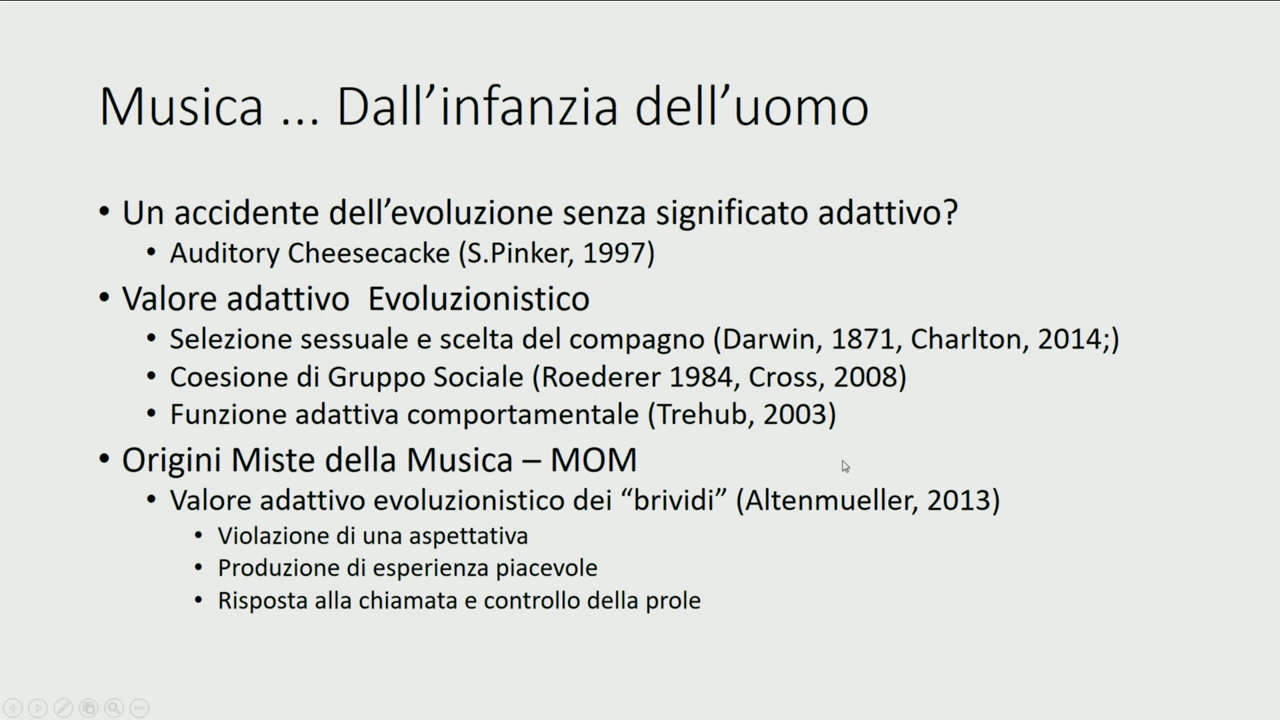 Musica ... Dall’infanzia dell’uomo
• Un accidente dell’evoluzione senza significato adattivo?
• Auditory Cheesecacke (S.Pinker, 1997)
• Valore adattivo  Evoluzionistico
• Selezione sessuale e scelta del compagno (Darwin, 1871, Charlton, 2014;)
• Coesione di Gruppo Sociale (Roederer 1984, Cross, 2008)
• Funzione adattiva comportamentale (Trehub, 2003)
• Origini Miste della Musica – MOM
• Valore adattivo evoluzionistico dei “brividi” (Altenmueller, 2013)
• Violazione di una aspettativa
• Produzione di esperienza piacevole
• Risposta alla chiamata e controllo della prole